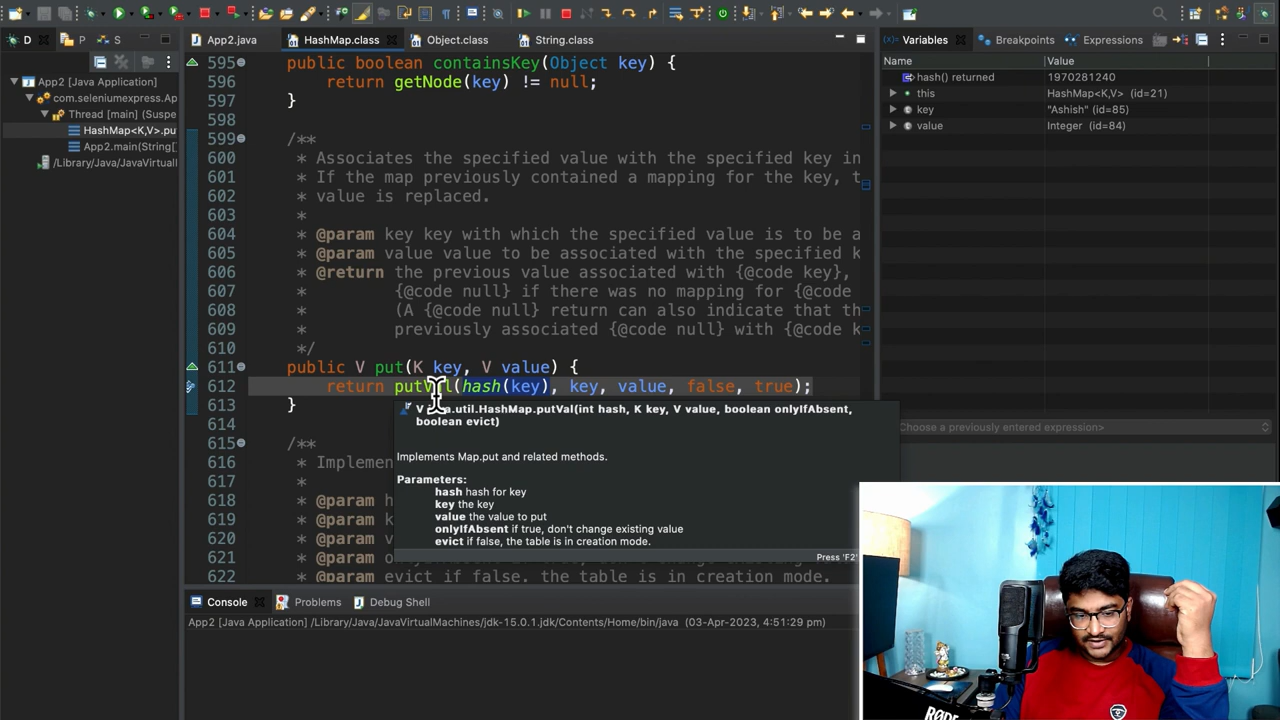 D
P
S
App2 [Java Application]
com.seleniumexpress.Ap
Thread [main] (Suspe
HashMap<K,V>.pu
App2.main(String[
/Library/Java/JavaVirtualM
App2.java
HashMap.class
Object.class
String.class
595 public boolean containsKey(Object key) {
596 return getNode(key) != null;
597 }
598
599 /**
600 * Associates the specified value with the specified key in
601 * If the map previously contained a mapping for the key, t
602 * value is replaced.
603 *
604 * @param key key with which the specified value is to be a
605 * @param value value to be associated with the specified k
606 * @return the previous value associated with {@code key},
607 * {@code null} if there was no mapping for {@code
608 * (A {@code null} return can also indicate that th
609 * previously associated {@code null} with {@code k
610 */
611 public V put(K key, V value) {
612 return putVal(hash(key), key, value, false, true);
613 }
614
615 /**
616 * Implemen
617 *
618 * @param h
619 * @param k
620 * @param v
621 * @param o
622 * @param evict if false, the table is in creation mode.
V java.util.HashMap.putVal(int hash, K key, V value, boolean onlyIfAbsent,
boolean evict)
Implements Map.put and related methods.
Parameters:
hash hash for key
key the key
value the value to put
onlyIfAbsent if true, don't change existing value
evict if false, the table is in creation mode.
Press 'F2'
Variables
Breakpoints
Expressions
Name Value
hash() returned 1970281240
this HashMap<K,V> (id=21)
key "Ashish" (id=85)
value Integer (id=84)
Choose a previously entered expression>
Console
Problems
Debug Shell
App2 [Java Application] /Library/Java/JavaVirtualMachines/jdk-15.0.1.jdk/Contents/Home/bin/java (03-Apr-2023, 4:51:29 pm)
RØDE